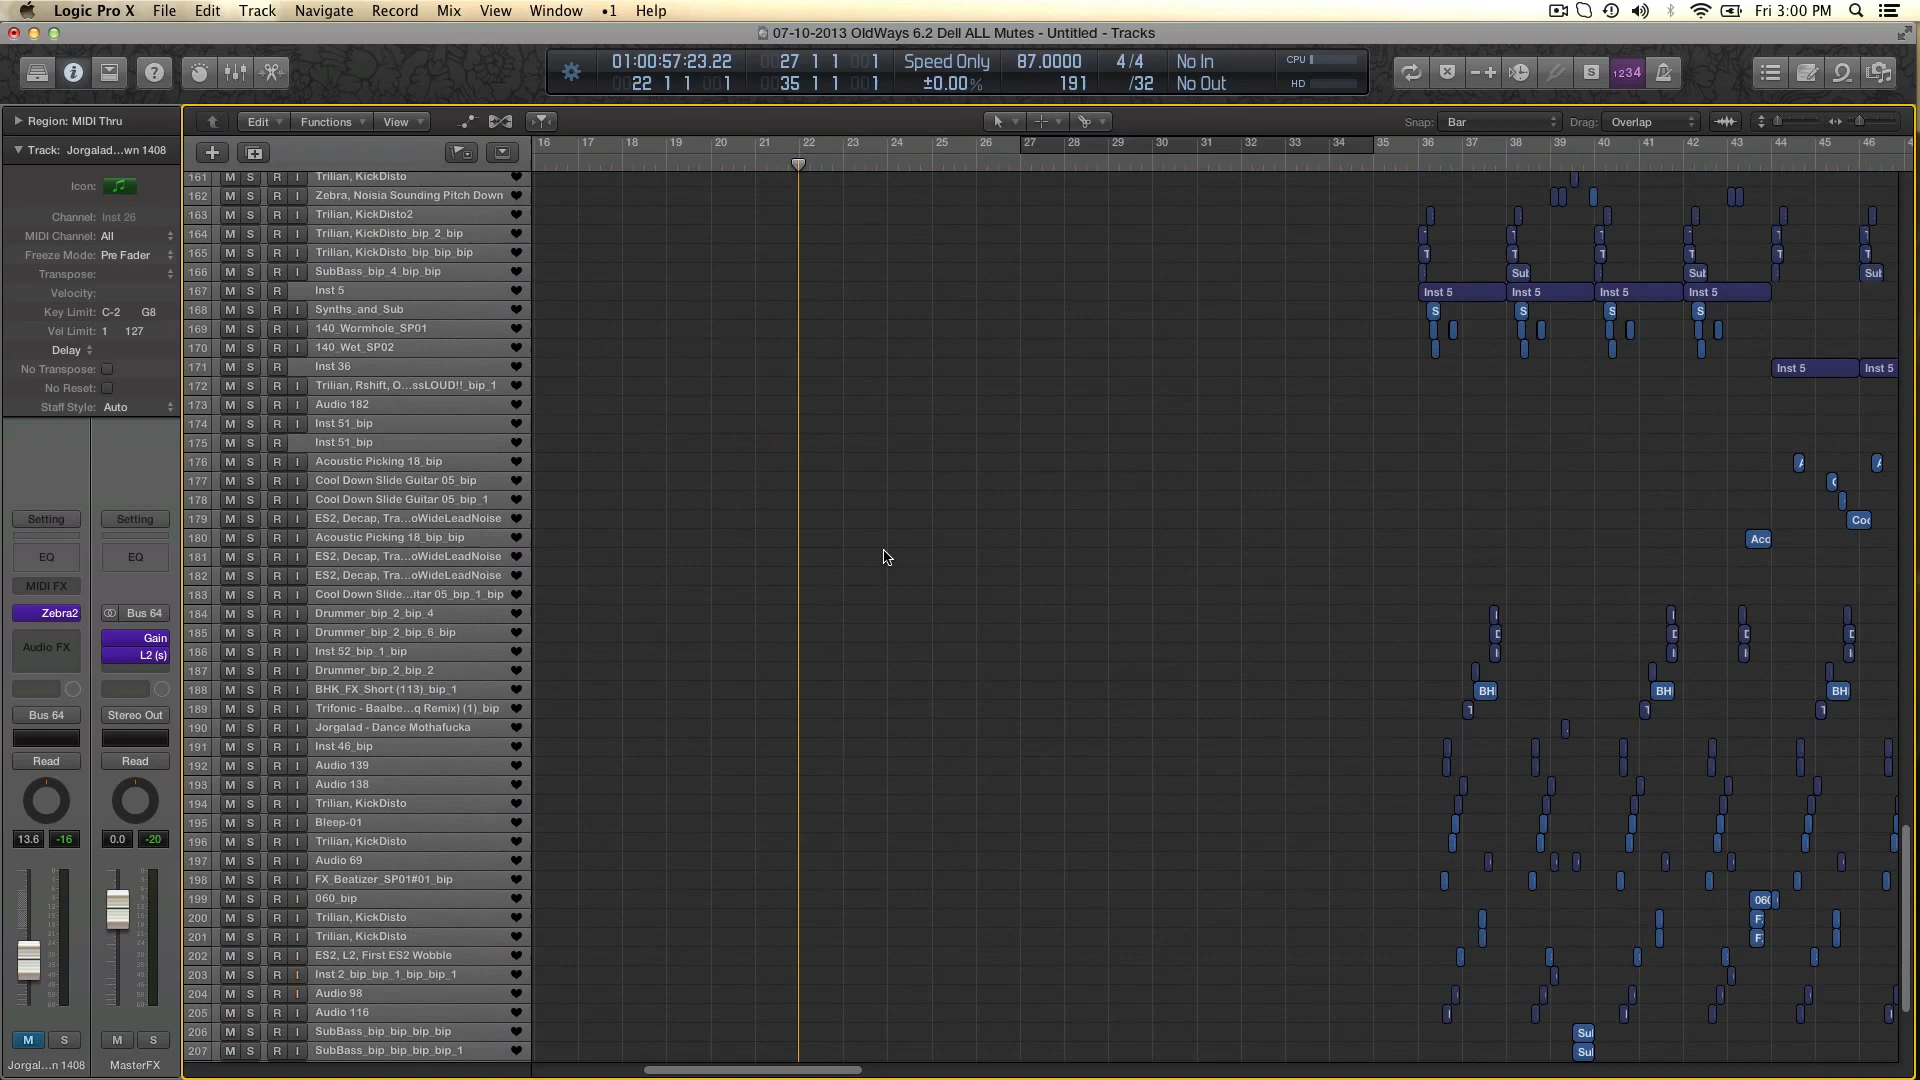 Logic Pro X File Edit Track Navigate Record Mix View Window •1 Help Fri 3:00 PM
07-10-2013 OldWays 6.2 Dell ALL Mutes - Untitled - Tracks
01:00:57:23.22 27 1 1 001 Speed Only 87.0000 4/4 No In CPU
0022 1 1 001 0035 1 1 001 ±0.00% 191 /32 No Out HD
1234
Region: MIDI Thru Edit Functions View Snap: Bar Drag: Overlap
Track: Jorgalad...wn 1408
16 17 18 19 20 21 22 23 24 25 26 27 28 29 30 31 32 33 34 35 36 37 38 39 40 41 42 43 44 45 46
Icon:
Channel: Inst 26
MIDI Channel: All
Freeze Mode: Pre Fader
Transpose:
Velocity:
Key Limit: C-2 G8
Vel Limit: 1 127
Delay
No Transpose:
No Reset:
Staff Style: Auto
Setting Setting
EQ EQ
MIDI FX
Zebra2 Bus 64
Audio FX Gain
L2 (s)
Bus 64 Stereo Out
Read Read
13.6 -16 0.0 -20
M S M S
Jorgal...n 1408 MasterFX
161 M S R I Trilian, KickDisto
162 M S R I Zebra, Noisia Sounding Pitch Down
163 M S R I Trilian, KickDisto2
164 M S R I Trilian, KickDisto_bip_2_bip
165 M S R I Trilian, KickDisto_bip_bip_bip T T T T T T
166 M S R I SubBass_bip_4_bip_bip Sub Sub Sub
167 M S R Inst 5 Inst 5 Inst 5 Inst 5 Inst 5
168 M S R I Synths_and_Sub S S S S
169 M S R I 140_Wormhole_SP01
170 M S R I 140_Wet_SP02
171 M S R Inst 36 Inst 5 Inst 5
172 M S R I Trilian, Rshift, O...ssLOUD!!_bip_1
173 M S R I Audio 182
174 M S R I Inst 51_bip
175 M S R Inst 51_bip
176 M S R I Acoustic Picking 18_bip
177 M S R I Cool Down Slide Guitar 05_bip
178 M S R I Cool Down Slide Guitar 05_bip_1
179 M S R I ES2, Decap, Tra...oWideLeadNoise Coo
180 M S R I Acoustic Picking 18_bip_bip Aco
181 M S R I ES2, Decap, Tra...oWideLeadNoise
182 M S R I ES2, Decap, Tra...oWideLeadNoise
183 M S R I Cool Down Slide...itar 05_bip_1_bip
184 M S R I Drummer_bip_2_bip_4
185 M S R I Drummer_bip_2_bip_6_bip
186 M S R I Inst 52_bip_1_bip
187 M S R I Drummer_bip_2_bip_2
188 M S R I BHK_FX_Short (113)_bip_1 BH BH BH
189 M S R I Trifonic - Baalbe...q Remix) (1)_bip
190 M S R I Jorgalad - Dance Mothafucka
191 M S R I Inst 46_bip
192 M S R I Audio 139
193 M S R I Audio 138
194 M S R I Trilian, KickDisto
195 M S R I Bleep-01
196 M S R I Trilian, KickDisto
197 M S R I Audio 69
198 M S R I FX_Beatizer_SP01#01_bip
199 M S R I 060_bip 060
200 M S R I Trilian, KickDisto F
201 M S R I Trilian, KickDisto F
202 M S R I ES2, L2, First ES2 Wobble
203 M S R I Inst 2_bip_bip_1_bip_bip_1
204 M S R I Audio 98
205 M S R I Audio 116
206 M S R I SubBass_bip_bip_bip_bip Sul
207 M S R I SubBass_bip_bip_bip_bip_1 Sul